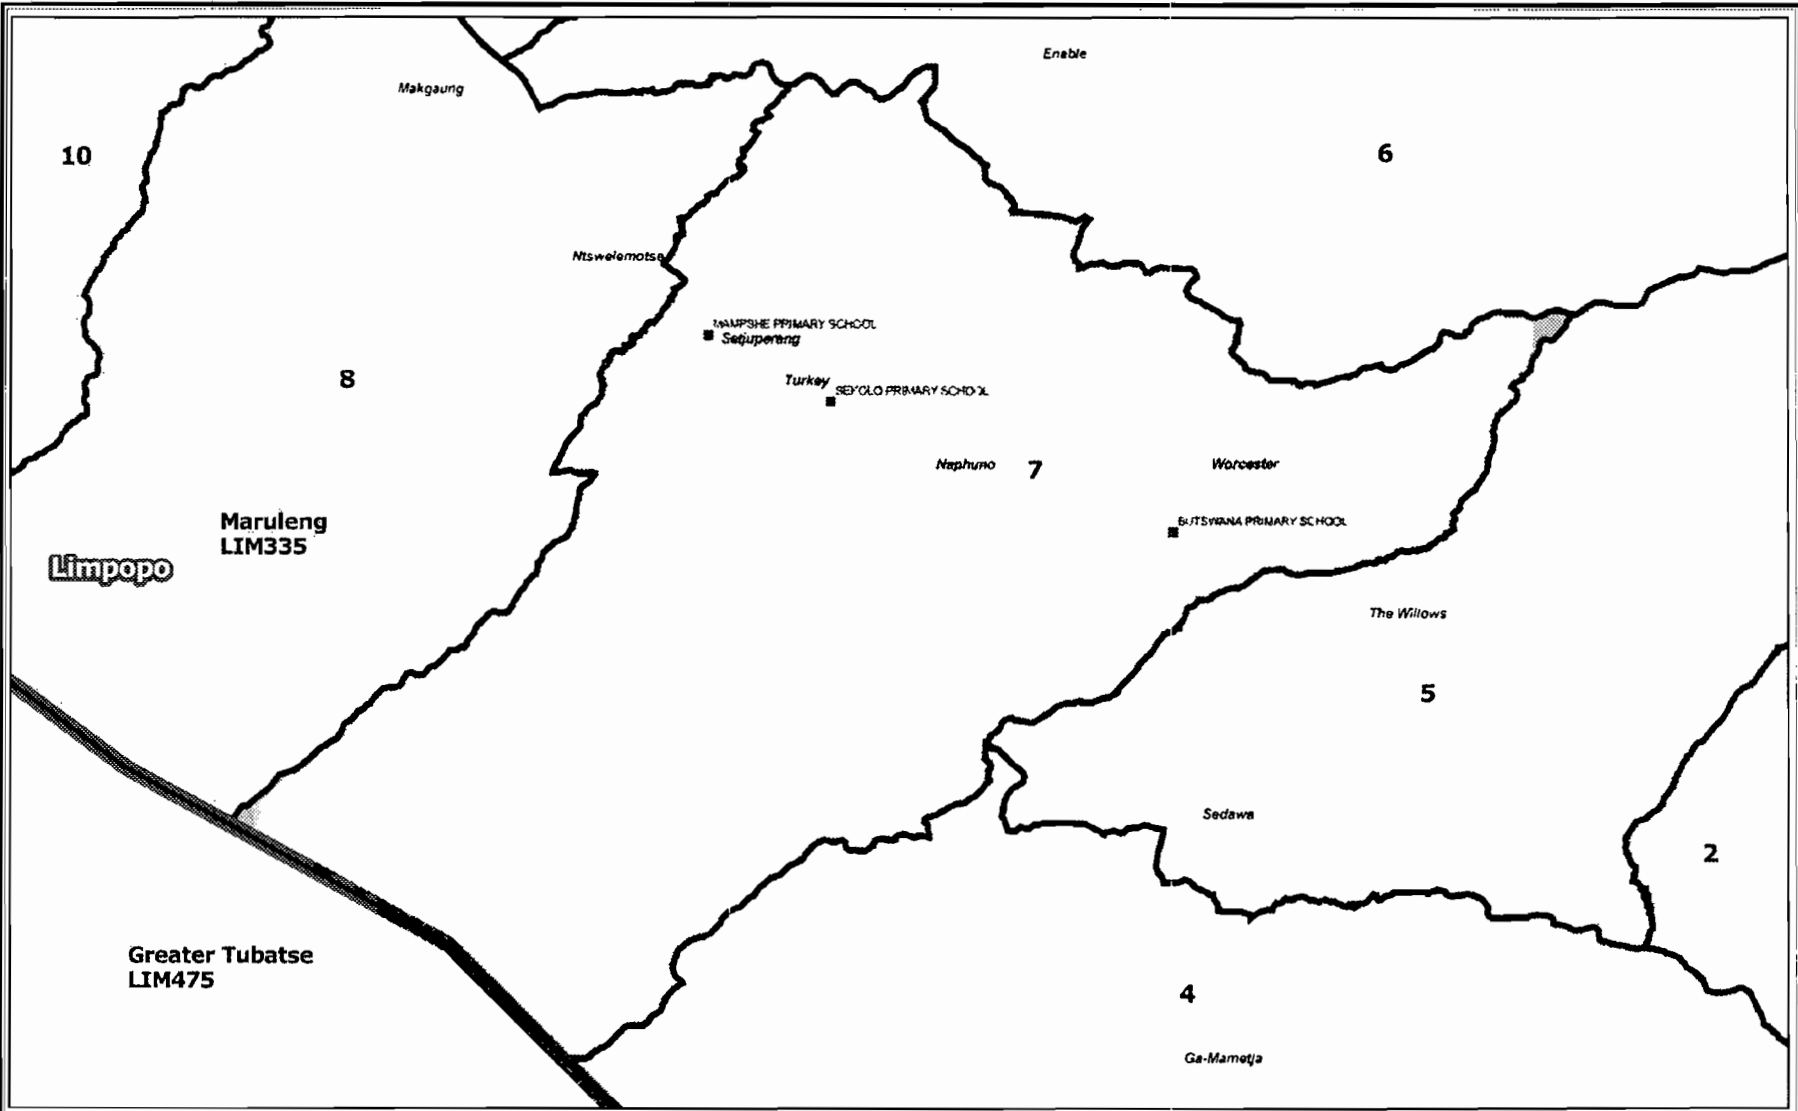 Enable
Makgaung
10
6
Ntswelemotse
MAMPSHE PRIMARY SCHOOL
Setjuperang
8
Turkey
SEKOLO PRIMARY SCHOOL
Naphuno
7
Worcester
Maruleng
LIM335
BUTSWANA PRIMARY SCHOOL
Limpopo
The Willows
5
Sedawa
2
Greater Tubatse
LIM475
4
Ga-Mametja